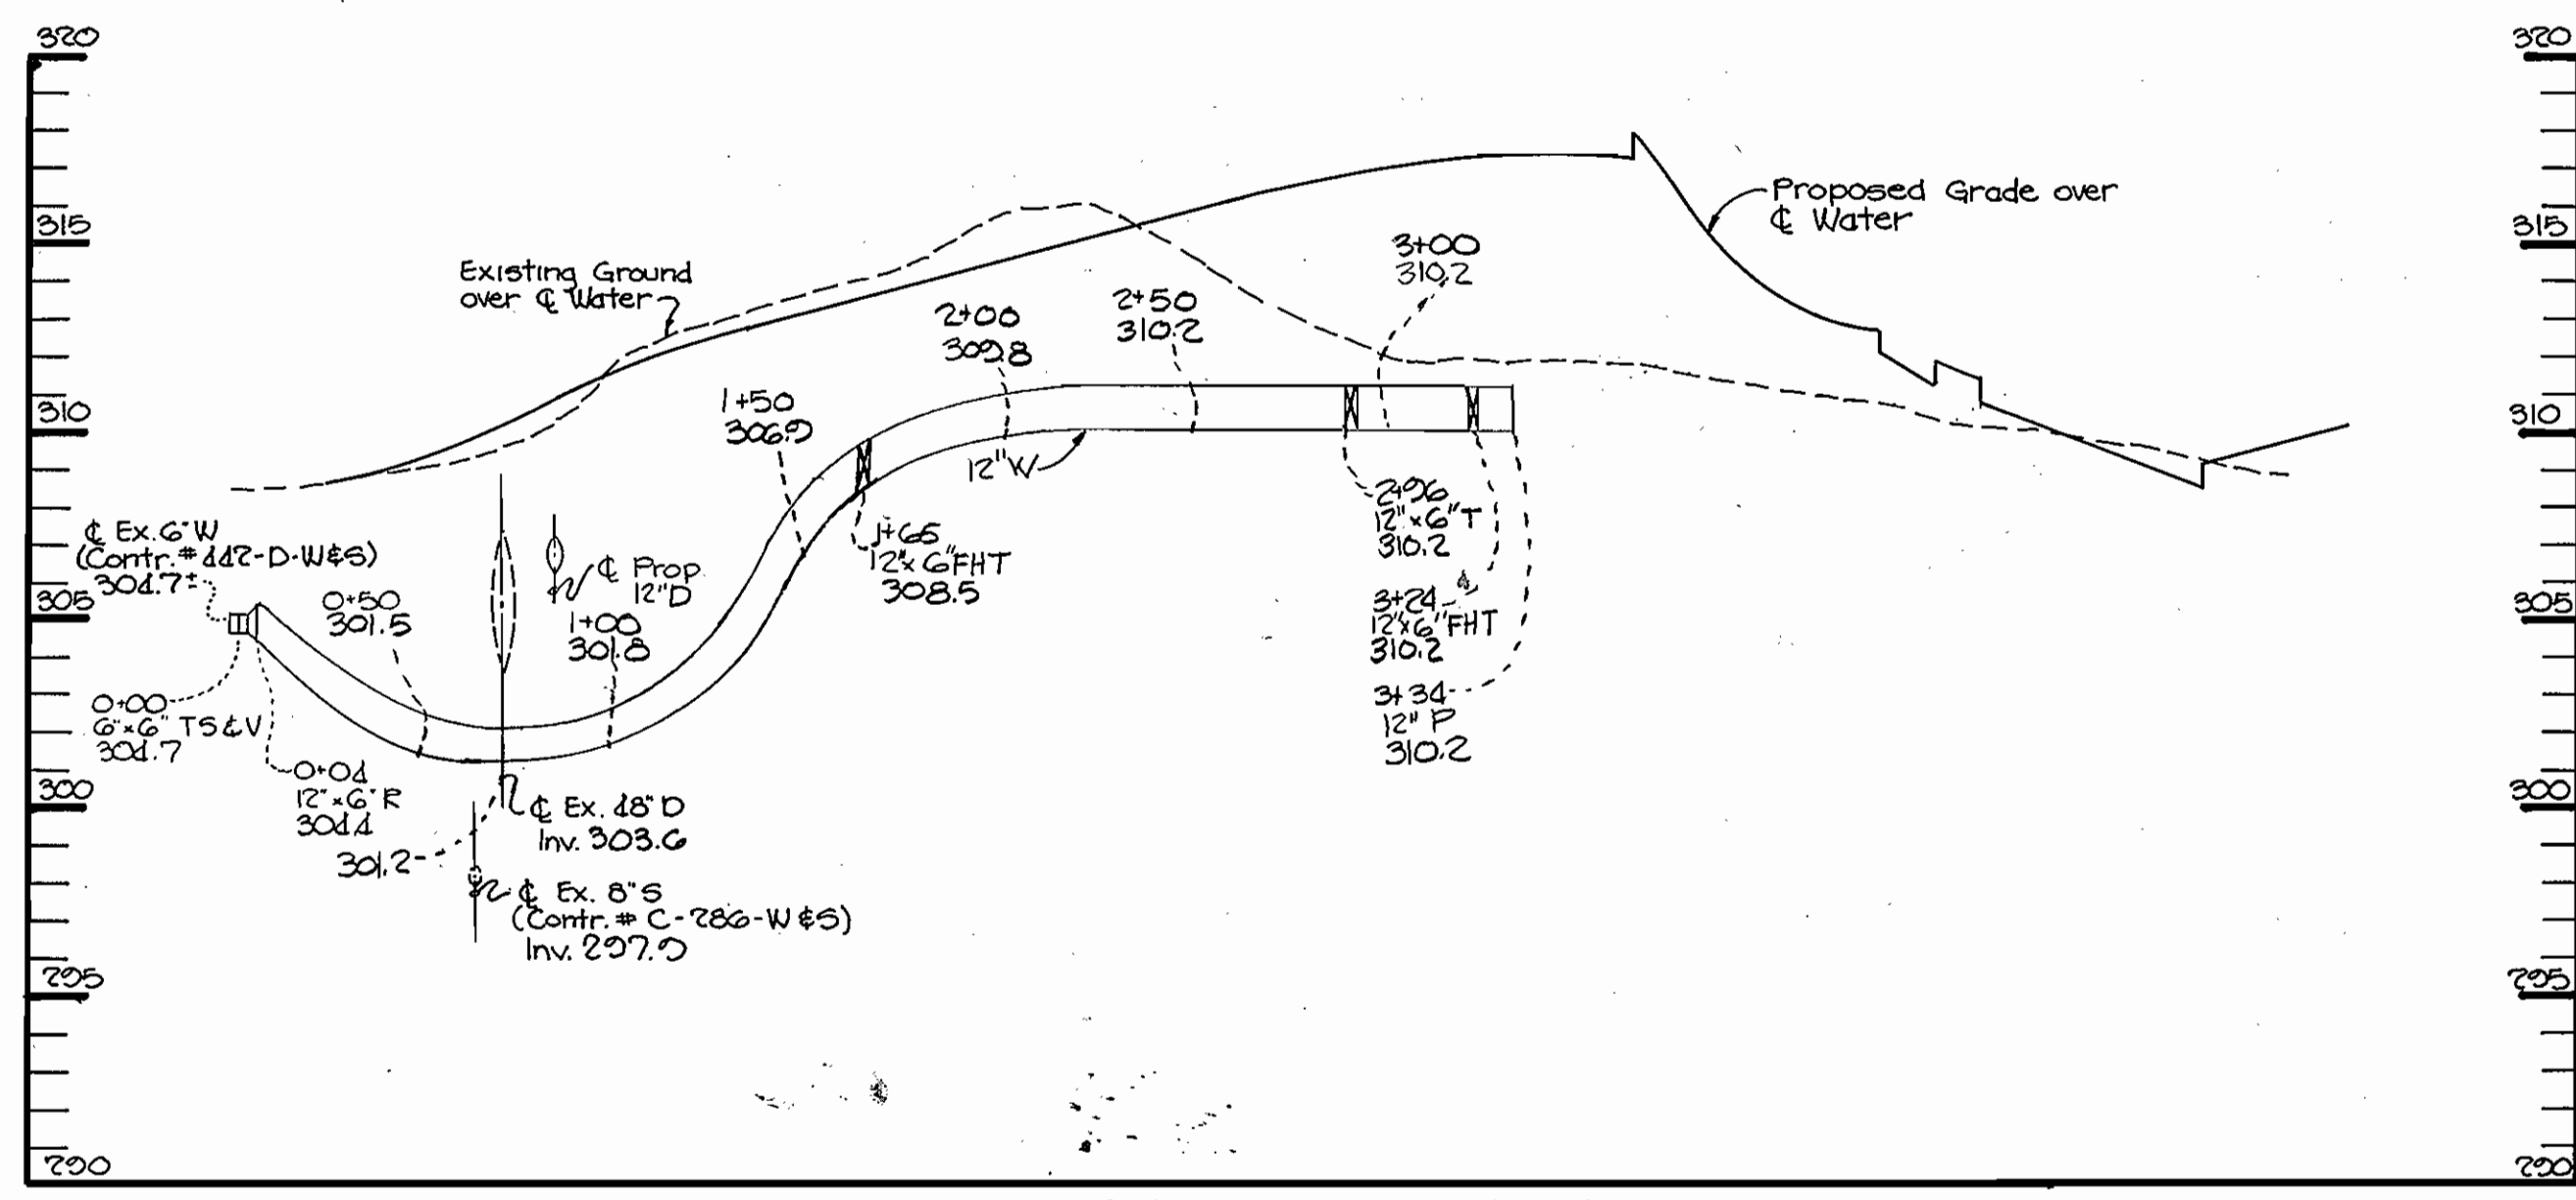 320
320
315
315
310
310
305
305
300
300
295
295
290
290
Existing Ground
over ℄ Water
Proposed Grade over
℄ Water
℄ Ex. 6" W
(Contr. # 442-D-W&S)
304.7±
0+00
6"x6" TS&V
304.7
0+04
12"x6" R
304.4
0+50
301.5
301.2
℄ Ex. 48" D
Inv. 303.6
℄ Ex. 8" S
(Contr. # C-286-W&S)
Inv. 297.9
℄ Prop.
12" D
1+00
301.8
1+50
306.9
1+65
12"x6" FHT
308.5
2+00
309.8
12" W
2+50
310.2
3+00
310.2
2+96
12"x6" T
310.2
3+24
12"x6" FHT
310.2
3+34
12" P
310.2